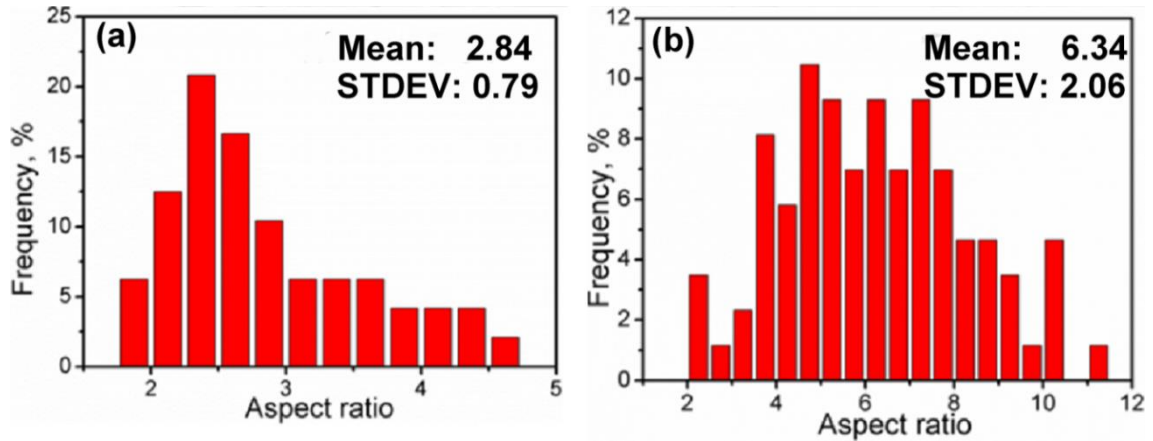 (a)
Mean: 2.84
STDEV: 0.79
Frequency, %
25
20
15
10
5
0
2 3 4 5
Aspect ratio
(b)
Mean: 6.34
STDEV: 2.06
Frequency, %
12
10
8
6
4
2
0
2 4 6 8 10 12
Aspect ratio